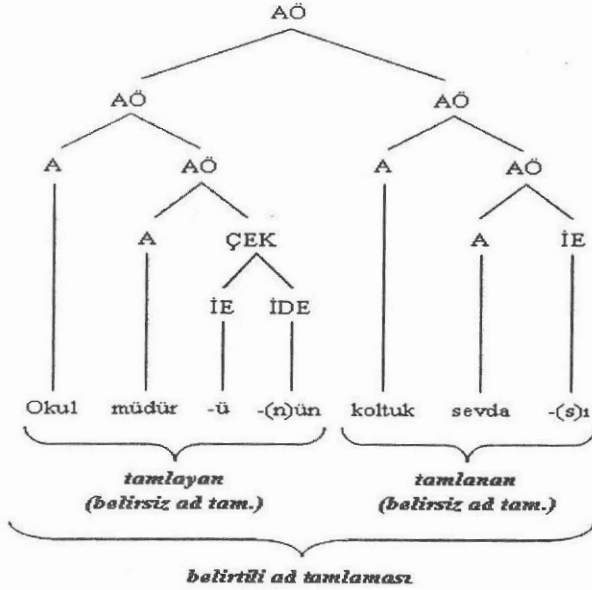 AÖ
AÖ AÖ
A AÖ A AÖ
A ÇEK A İE
İE İDE
Okul müdür -ü -(n)ün koltuk sevda -(s)ı
tamlayan tamlanan
(belirsiz ad tam.) (belirsiz ad tam.)
belirtili ad tamlaması